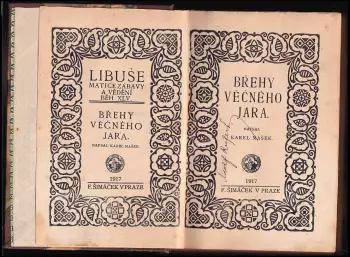 LIBUŠE
MATICE ZÁBAVY
A VĚDĚNÍ
BĚH XLV.
BŘEHY
VĚČNÉHO
JARA.
NAPSAL KAREL MAŠEK.
1917
F. ŠIMÁČEK V PRAZE
BŘEHY
VĚČNÉHO
JARA.
NAPSAL
KAREL MAŠEK.
1917
F. ŠIMÁČEK V PRAZE